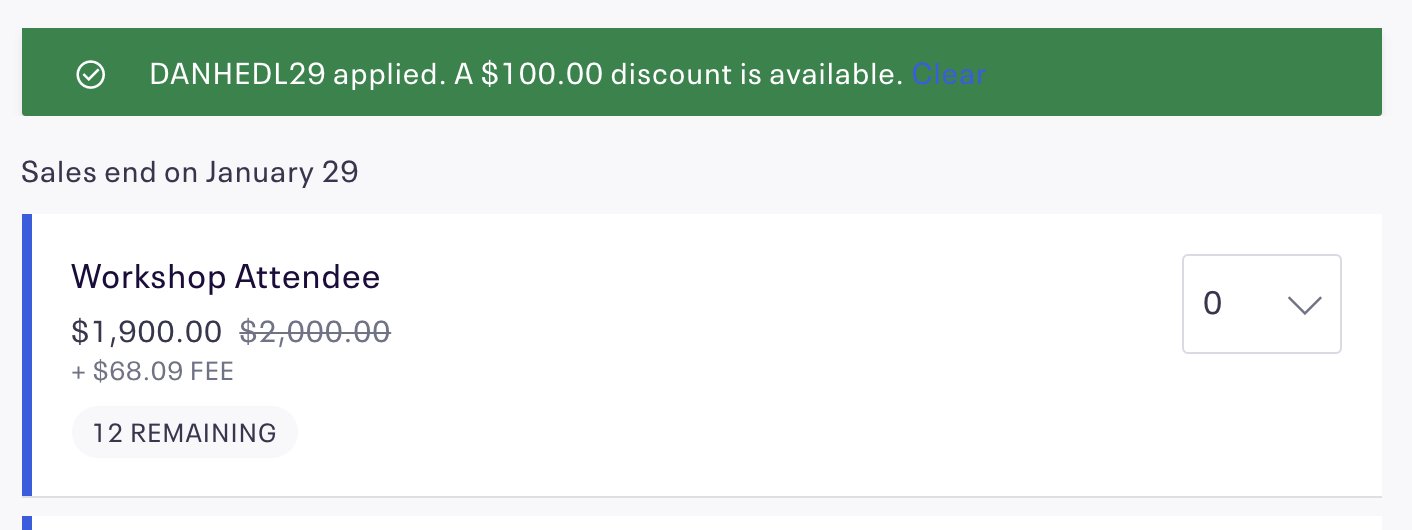 DANHEDL29 applied. A $100.00 discount is available. Clear
Sales end on January 29
Workshop Attendee
0
$1,900.00 $2,000.00
+ $68.09 FEE
12 REMAINING